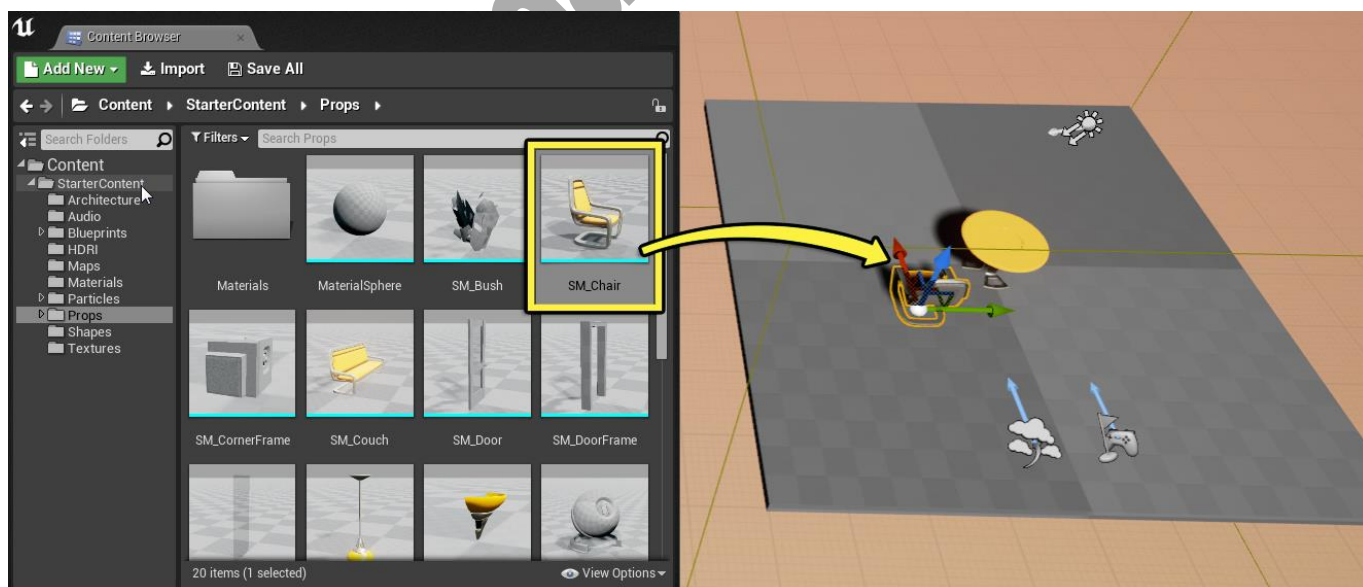 Content Browser
Add New Import Save All
Content StarterContent Props
Search Folders
Filters Search Props
Content
StarterContent
Architecture
Audio
Blueprints
HDRI
Maps
Materials
Particles
Props
Shapes
Textures
Materials MaterialSphere SM_Bush SM_Chair
SM_CornerFrame SM_Couch SM_Door SM_DoorFrame
20 items (1 selected) View Options